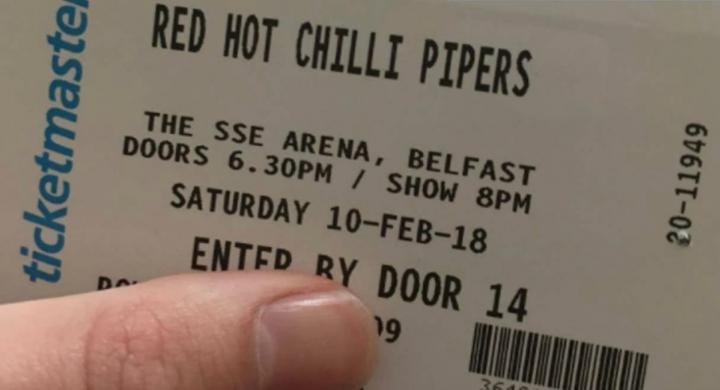 ticketmaster
RED HOT CHILLI PIPERS
THE SSE ARENA, BELFAST
DOORS 6.30PM / SHOW 8PM
SATURDAY 10-FEB-18
ENTER BY DOOR 14
20-11949